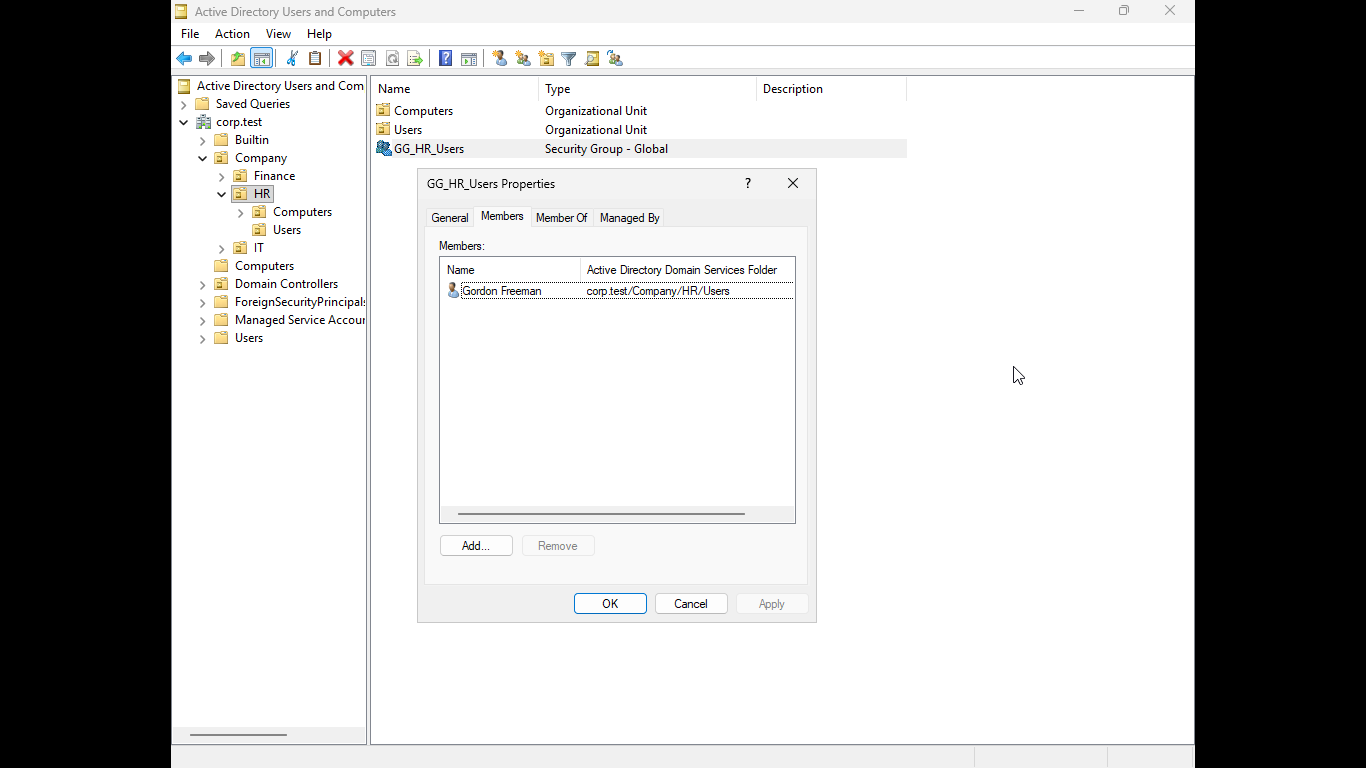 Active Directory Users and Computers
File Action View Help
Active Directory Users and Com
Saved Queries
corp.test
Builtin
Company
Finance
HR
Computers
Users
IT
Computers
Domain Controllers
ForeignSecurityPrincipals
Managed Service Accour
Users
Name Type Description
Computers Organizational Unit
Users Organizational Unit
GG_HR_Users Security Group - Global
GG_HR_Users Properties ?
General Members Member Of Managed By
Members:
Name Active Directory Domain Services Folder
Gordon Freeman corp.test/Company/HR/Users
Add... Remove
OK Cancel Apply